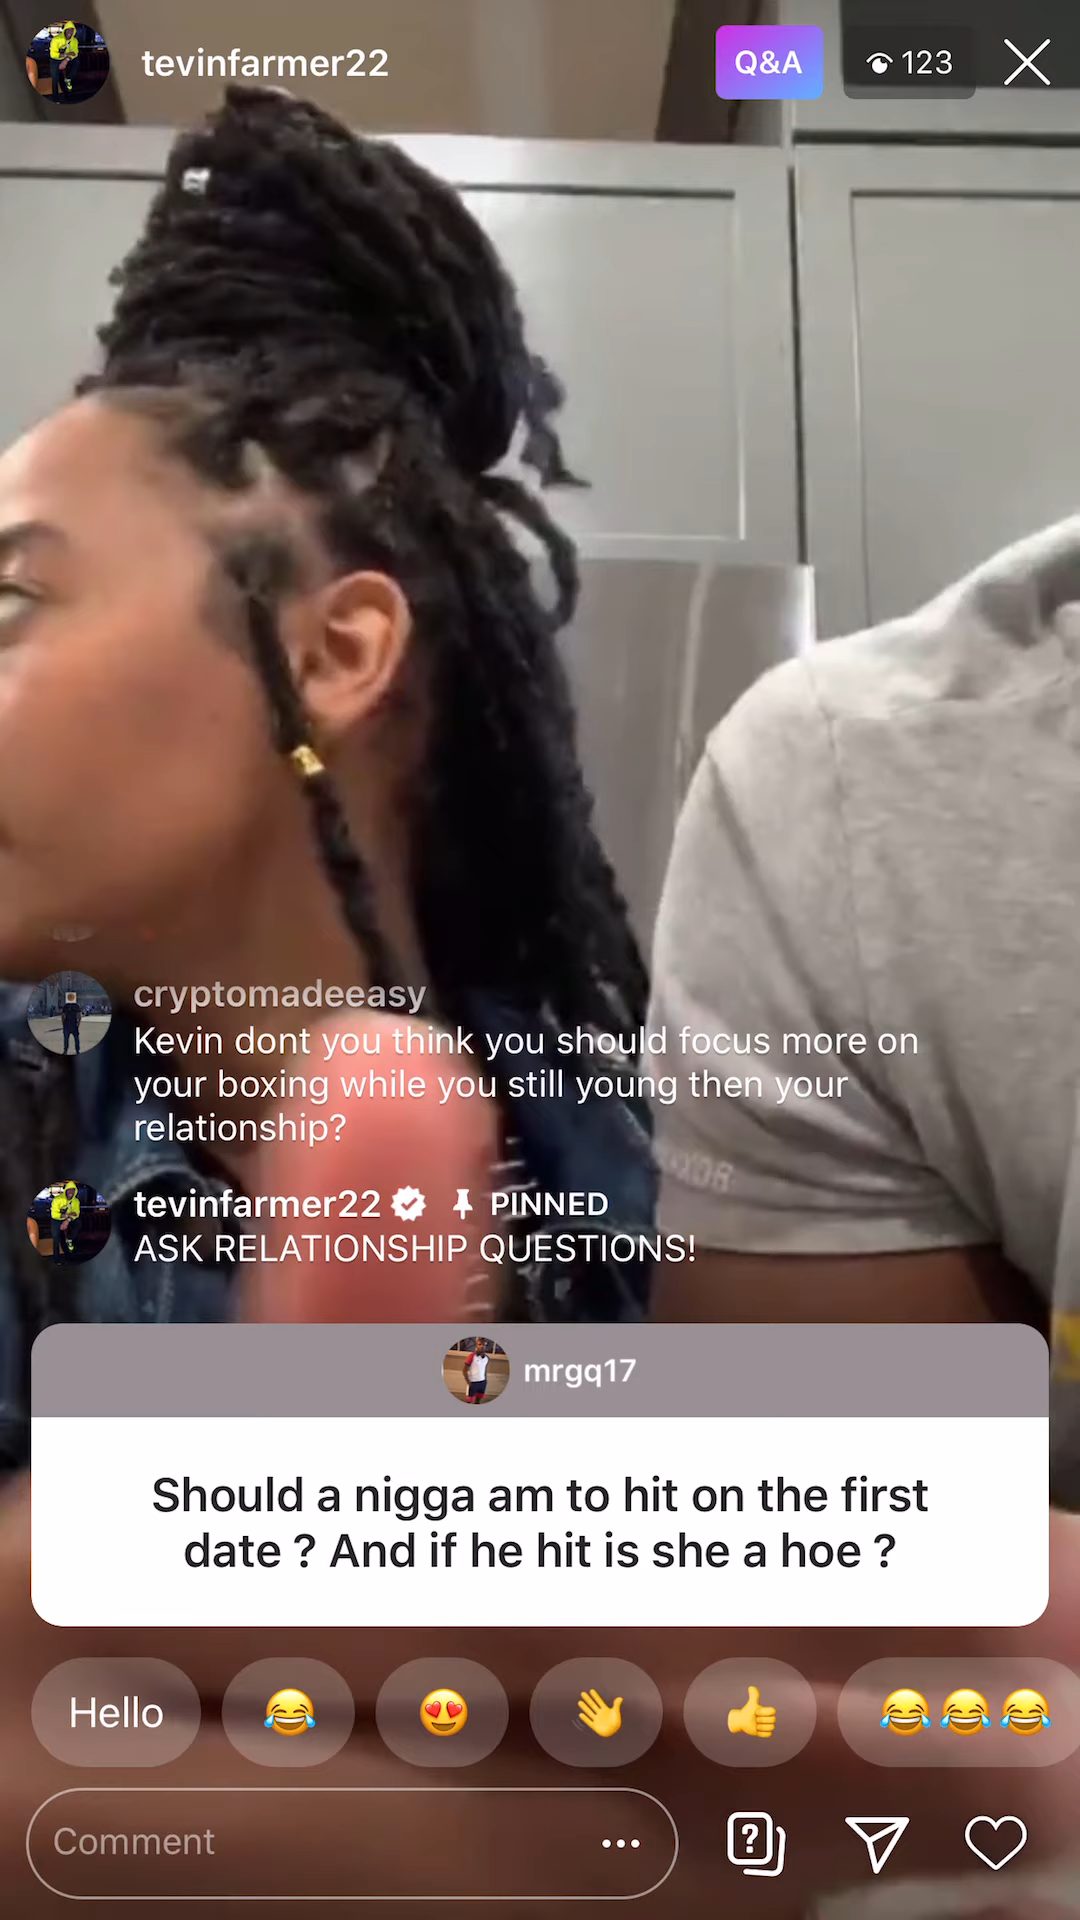 tevinfarmer22
Q&A
123
cryptomadeeasy
Kevin dont you think you should focus more on
your boxing while you still young then your
relationship?
tevinfarmer22 PINNED
ASK RELATIONSHIP QUESTIONS!
mrgq17
Should a nigga am to hit on the first
date ? And if he hit is she a hoe ?
Hello
Comment